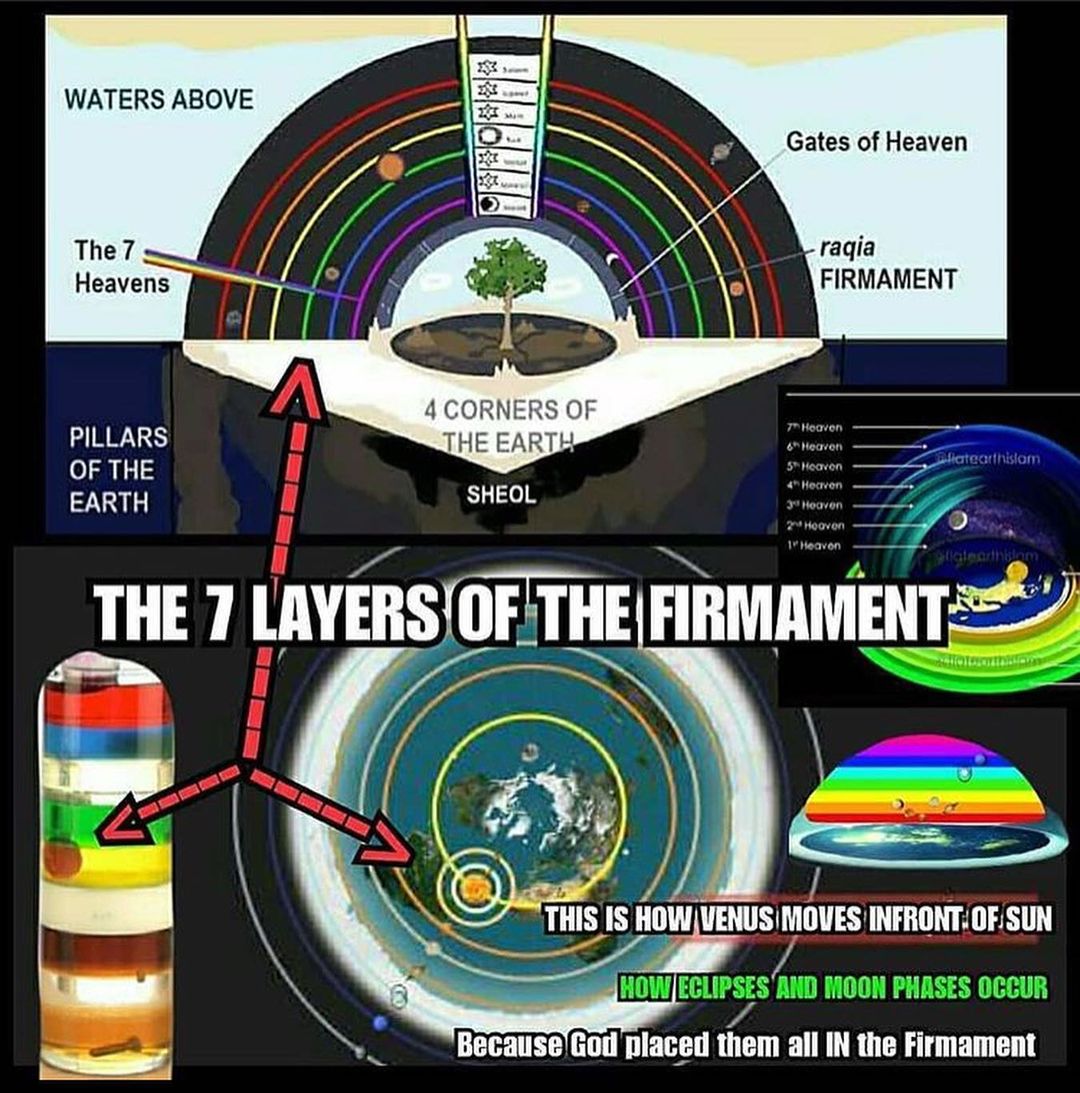 WATERS ABOVE
Gates of Heaven
The 7
Heavens
raqia
FIRMAMENT
4 CORNERS OF
THE EARTH
PILLARS
OF THE
EARTH
SHEOL
7th Heaven
6th Heaven
5th Heaven
4th Heaven
3rd Heaven
2nd Heaven
1st Heaven
@flatearthislam
@flatearthislam
@flatearthislam
THE 7 LAYERS OF THE FIRMAMENT
THIS IS HOW VENUS MOVES INFRONT OF SUN
HOW ECLIPSES AND MOON PHASES OCCUR
Because God placed them all IN the Firmament